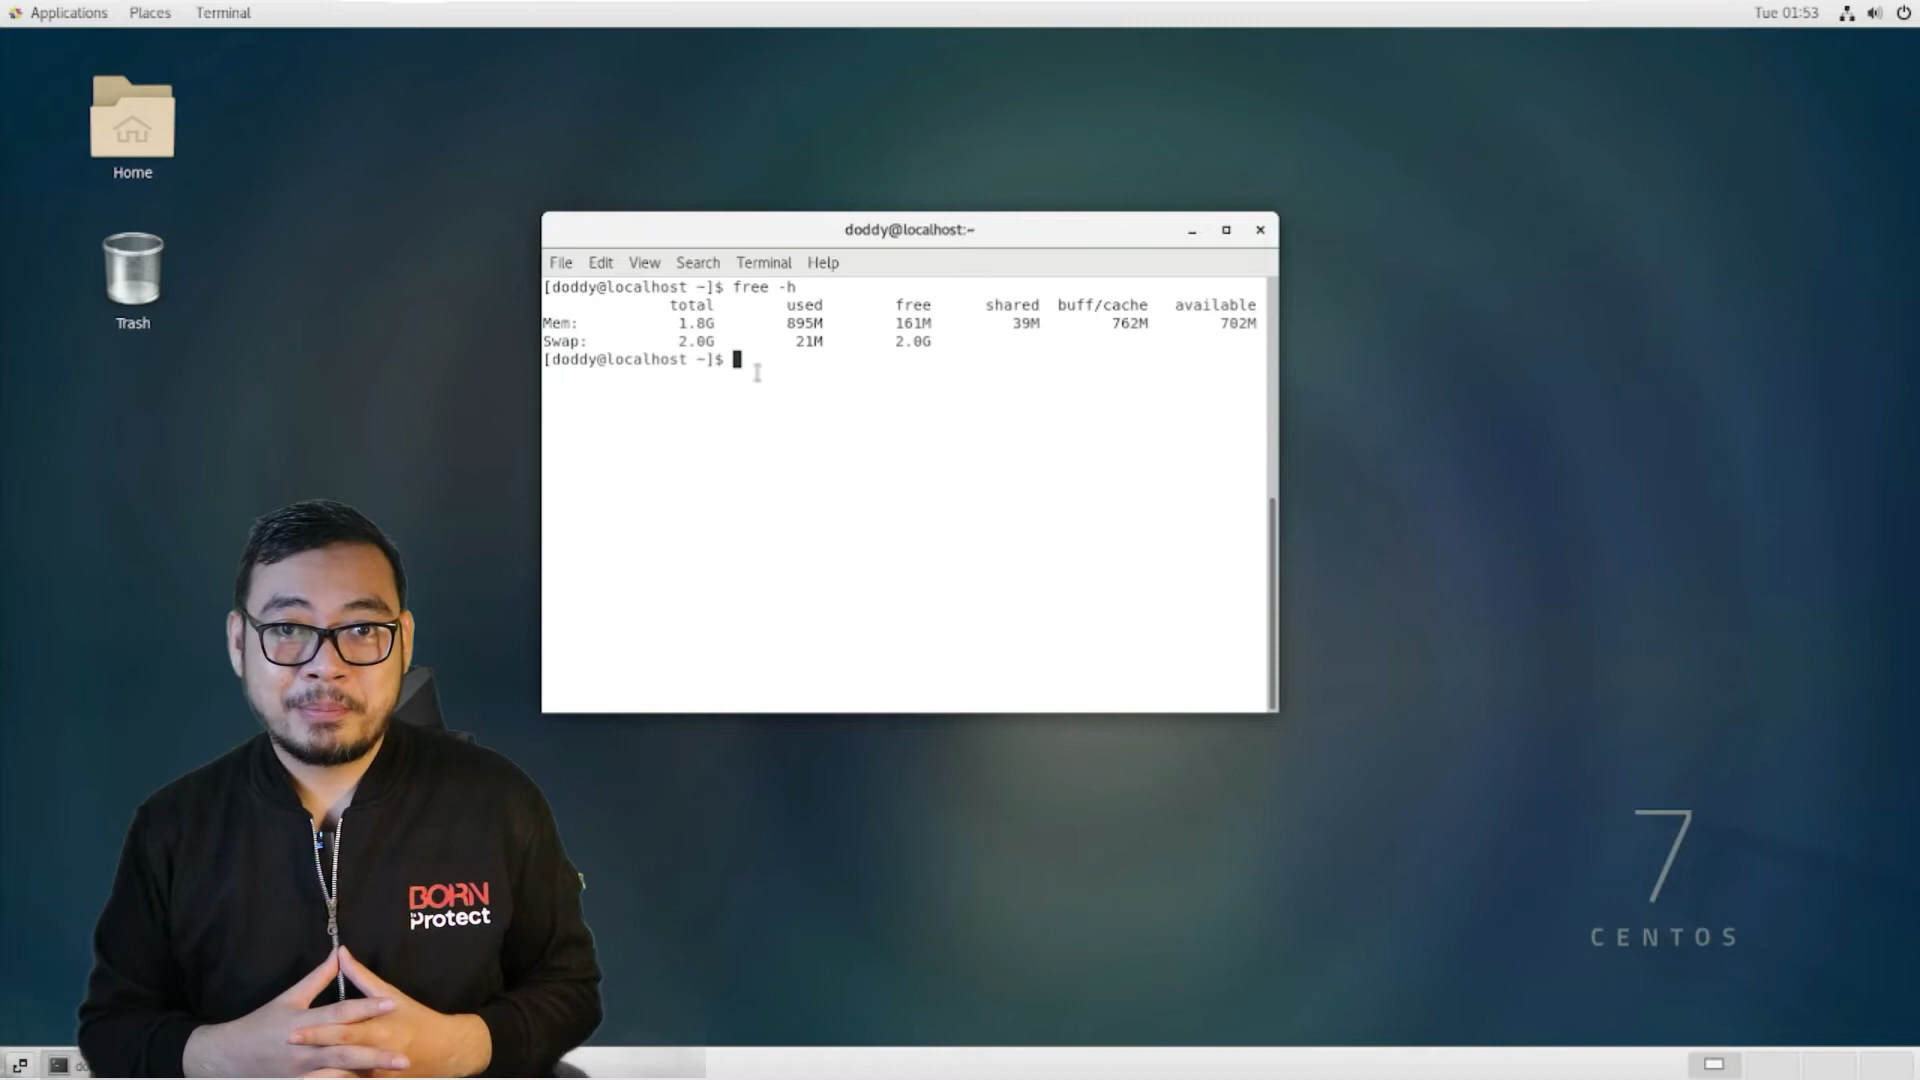 Applications Places Terminal
Tue 01:53
Home
Trash
doddy@localhost:~
File Edit View Search Terminal Help
[doddy@localhost ~]$ free -h
total used free shared buff/cache available
Mem: 1.8G 895M 161M 39M 762M 702M
Swap: 2.0G 21M 2.0G
[doddy@localhost ~]$
BORN
to Protect
7
CENTOS